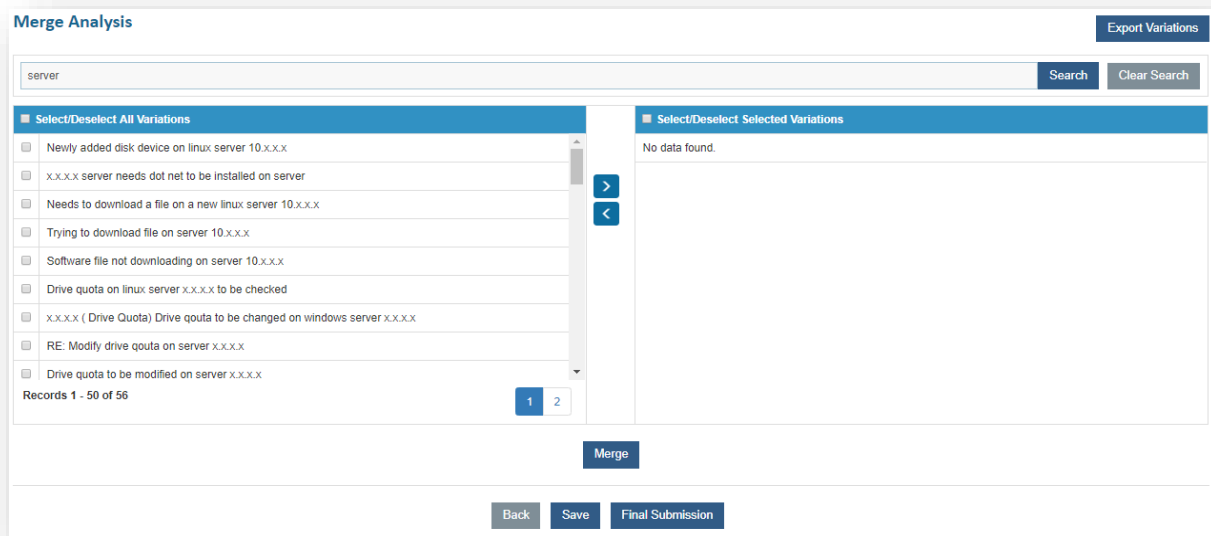 Merge Analysis
Export Variations
server
Search
Clear Search
Select/Deselect All Variations
Select/Deselect Selected Variations
Newly added disk device on linux server 10.x.x.x
No data found.
x.x.x.x server needs dot net to be installed on server
Needs to download a file on a new linux server 10.x.x.x
Trying to download file on server 10.x.x.x
Software file not downloading on server 10.x.x.x
Drive quota on linux server x.x.x.x to be checked
x.x.x.x ( Drive Quota) Drive qouta to be changed on windows server x.x.x.x
RE: Modify drive qouta on server x.x.x.x
Drive quota to be modified on server x.x.x.x
Records 1 - 50 of 56
1
2
Merge
Back
Save
Final Submission